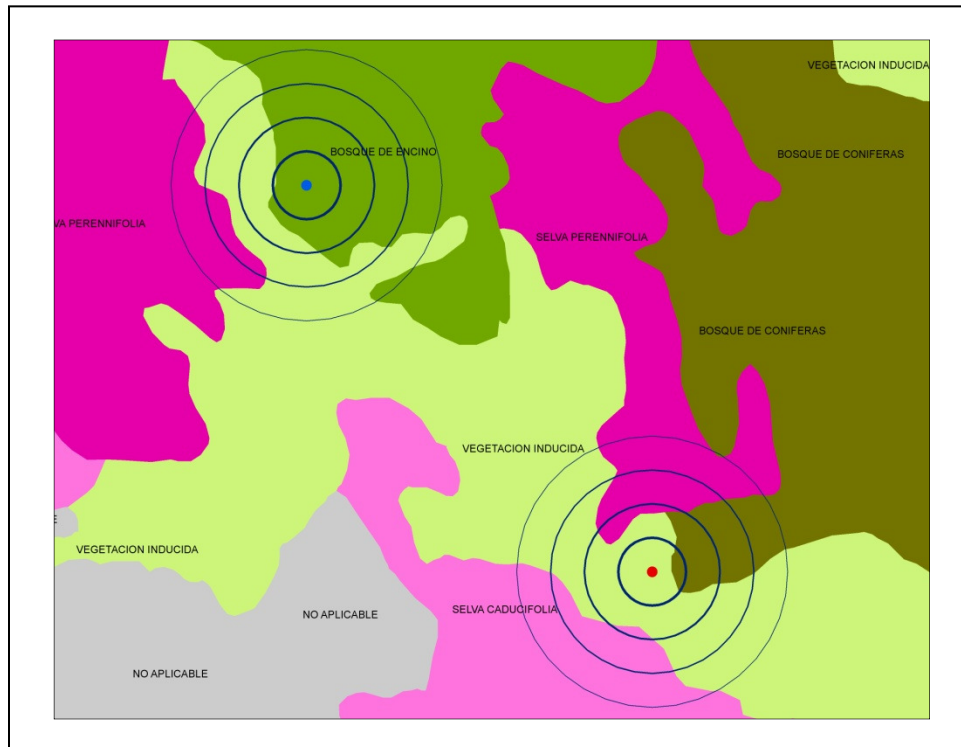 VEGETACION INDUCIDA
BOSQUE DE ENCINO
BOSQUE DE CONIFERAS
VA PERENNIFOLIA
SELVA PERENNIFOLIA
BOSQUE DE CONIFERAS
VEGETACION INDUCIDA
E
VEGETACION INDUCIDA
SELVA CADUCIFOLIA
NO APLICABLE
NO APLICABLE